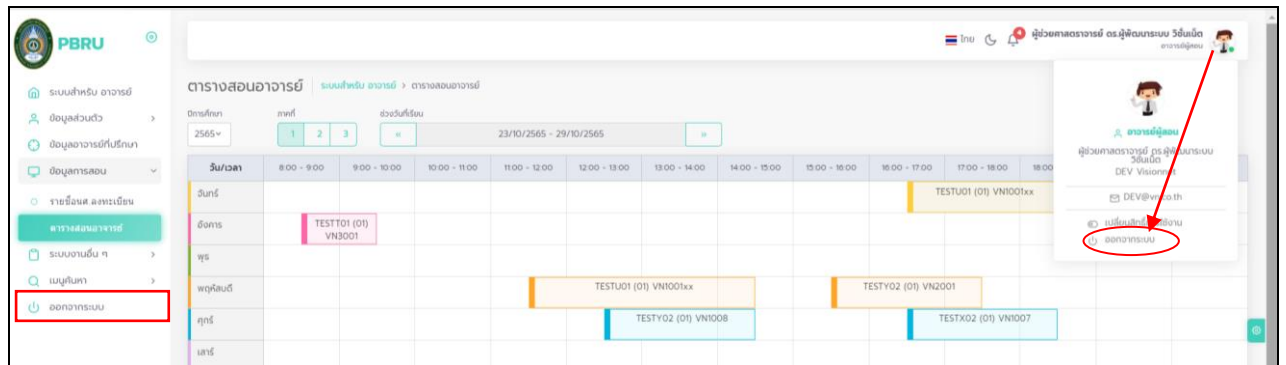 PBRU
ไทย
ผู้ช่วยศาสตราจารย์ ดร.ผู้พัฒนาระบบ วิชั่นเน็ต
อาจารย์ผู้สอน
ระบบสำหรับ อาจารย์
ข้อมูลส่วนตัว
ข้อมูลอาจารย์ที่ปรึกษา
ข้อมูลการสอน
รายชื่อนศ.ลงทะเบียน
ตารางสอนอาจารย์
ระบบงานอื่น ๆ
เมนูค้นหา
ออกจากระบบ
ตารางสอนอาจารย์
ระบบสำหรับ อาจารย์ > ตารางสอนอาจารย์
ปีการศึกษา ภาคที่ ช่วงวันที่เรียน
2565 1 2 3 « 23/10/2565 - 29/10/2565 »
วัน/เวลา 8:00 - 9:00 9:00 - 10:00 10:00 - 11:00 11:00 - 12:00 12:00 - 13:00 13:00 - 14:00 14:00 - 15:00 15:00 - 16:00 16:00 - 17:00 17:00 - 18:00 18:00
จันทร์ TESTU01 (01) VN1001xx
อังคาร TESTT01 (01)
VN3001
พุธ
พฤหัสบดี TESTU01 (01) VN1001xx TESTY02 (01) VN2001
ศุกร์ TESTY02 (01) VN1008 TESTX02 (01) VN1007
เสาร์
อาจารย์ผู้สอน
ผู้ช่วยศาสตราจารย์ ดร.ผู้พัฒนาระบบ
วิชั่นเน็ต
DEV Visionnet
DEV@vn.co.th
เปลี่ยนสิทธิ์การใช้งาน
ออกจากระบบ